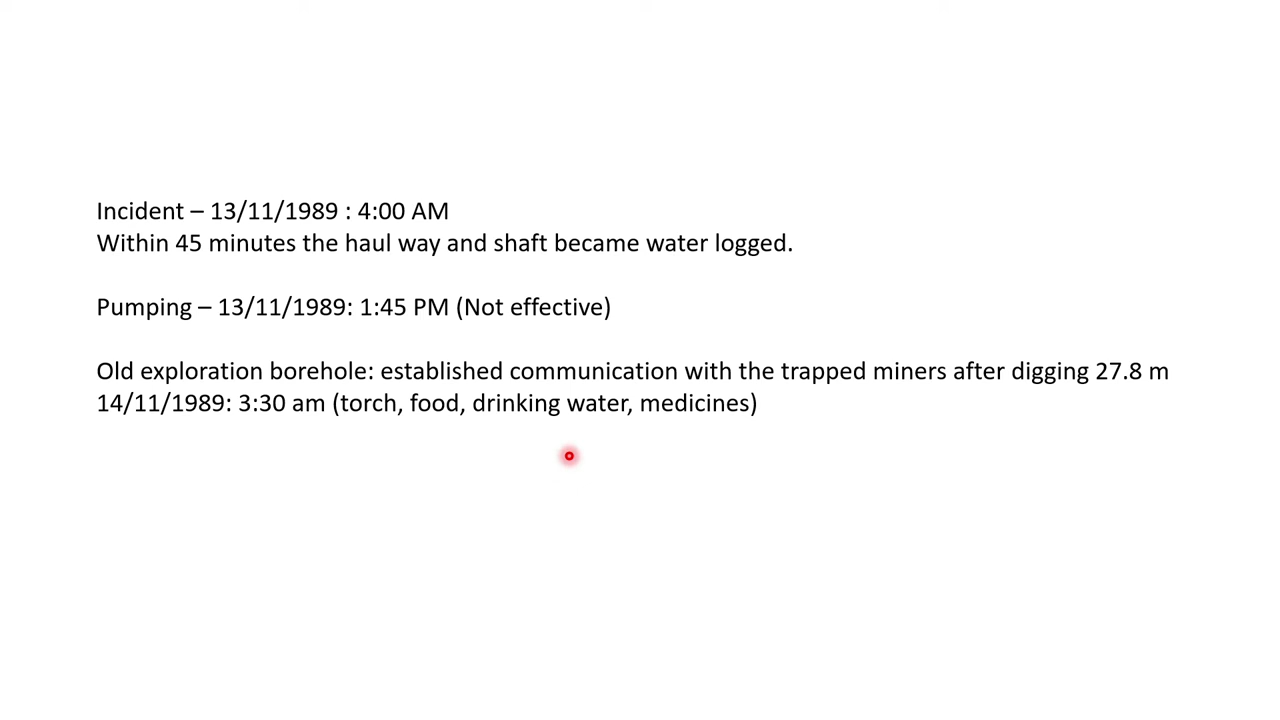 Incident – 13/11/1989 : 4:00 AM
Within 45 minutes the haul way and shaft became water logged.
Pumping – 13/11/1989: 1:45 PM (Not effective)
Old exploration borehole: established communication with the trapped miners after digging 27.8 m
14/11/1989: 3:30 am (torch, food, drinking water, medicines)